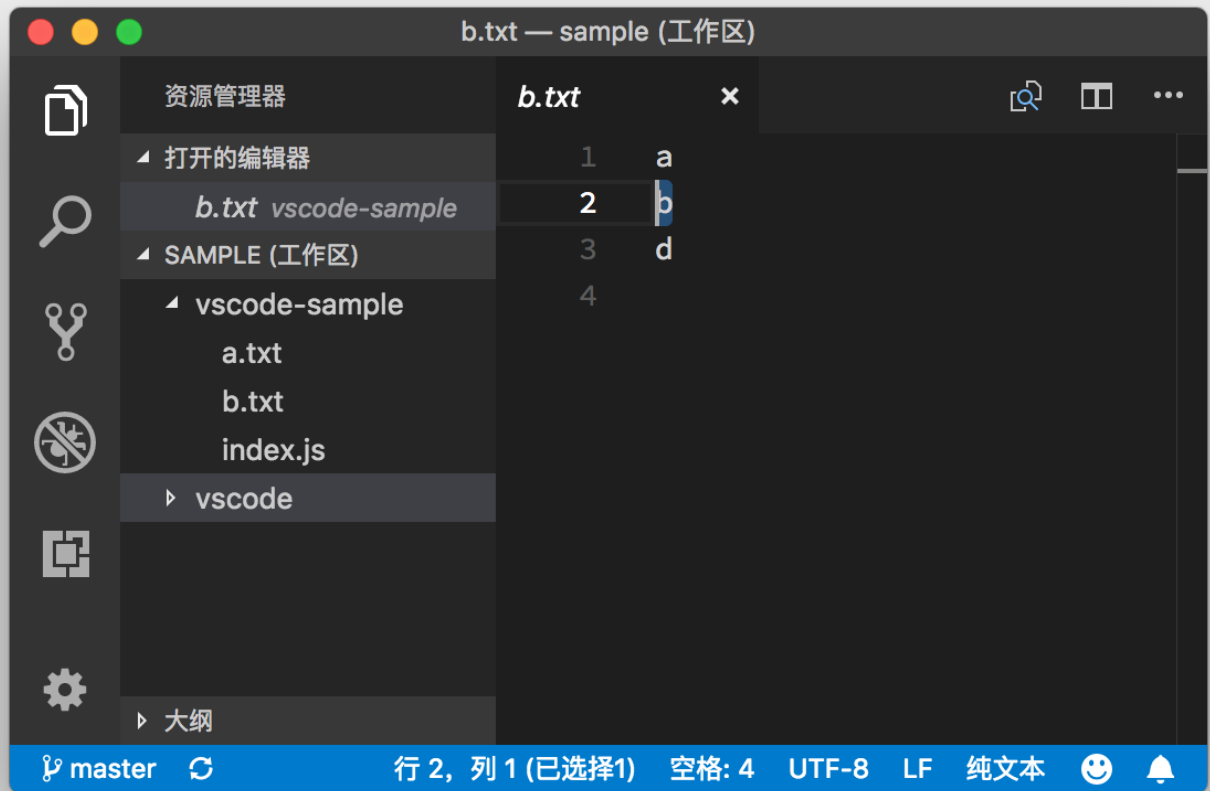 b.txt — sample (工作区)
资源管理器
打开的编辑器
b.txt vscode-sample
SAMPLE (工作区)
vscode-sample
a.txt
b.txt
index.js
vscode
大纲
b.txt
1 a
2 b
3 d
4
master
行 2，列 1 (已选择1)
空格: 4
UTF-8
LF
纯文本